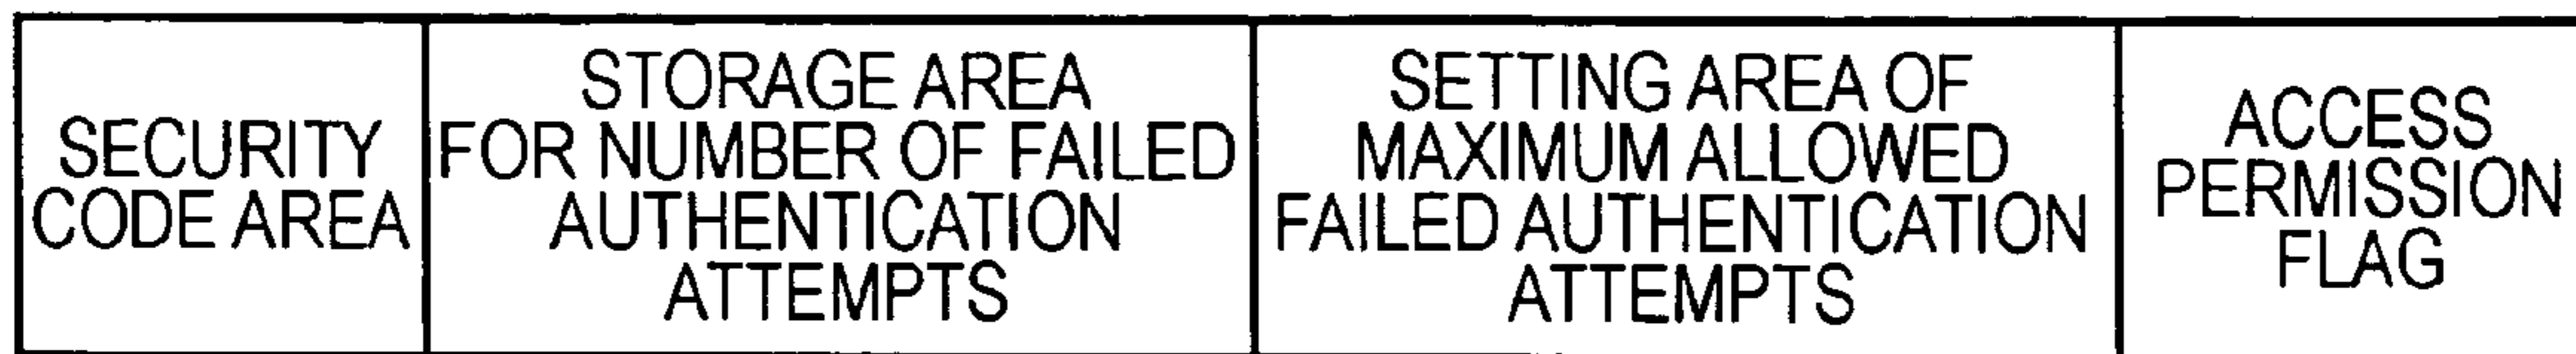 SECURITY
CODE AREA
STORAGE AREA
FOR NUMBER OF FAILED
AUTHENTICATION
ATTEMPTS
SETTING AREA OF
MAXIMUM ALLOWED
FAILED AUTHENTICATION
ATTEMPTS
ACCESS
PERMISSION
FLAG